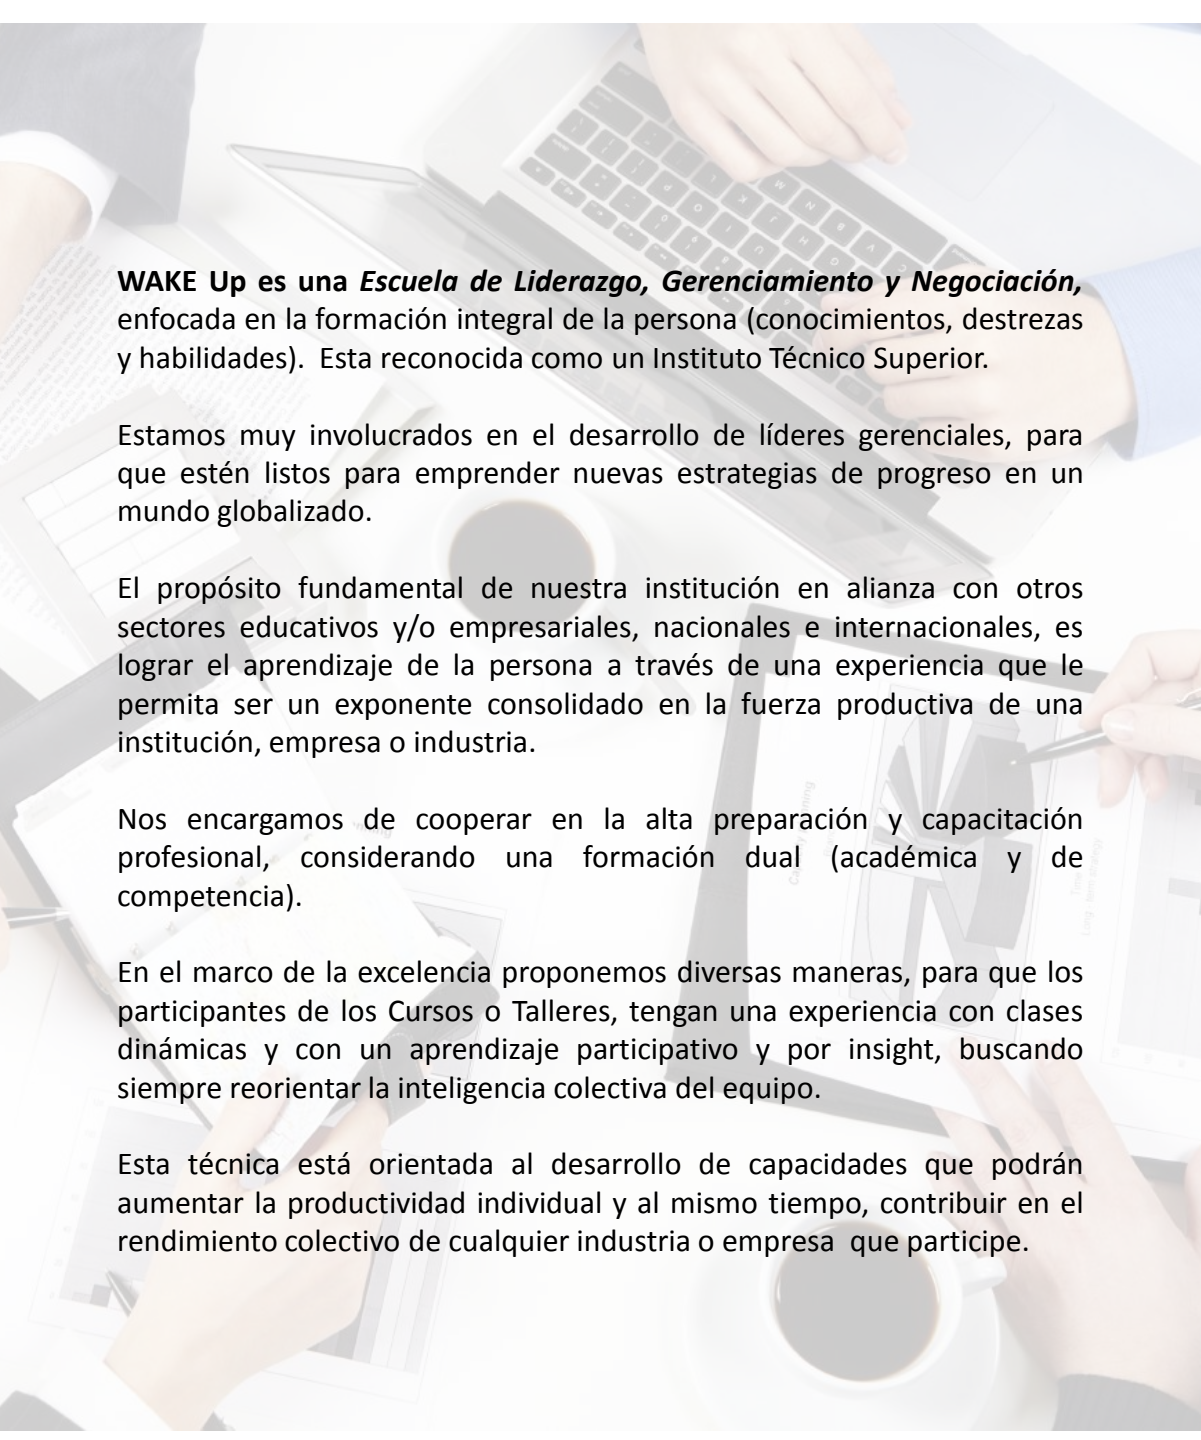 WAKE Up es una Escuela de Liderazgo, Gerenciamiento y Negociación,
enfocada en la formación integral de la persona (conocimientos, destrezas
y habilidades).  Esta reconocida como un Instituto Técnico Superior.
Estamos muy involucrados en el desarrollo de líderes gerenciales, para
que estén listos para emprender nuevas estrategias de progreso en un
mundo globalizado.
El propósito fundamental de nuestra institución en alianza con otros
sectores educativos y/o empresariales, nacionales e internacionales, es
lograr el aprendizaje de la persona a través de una experiencia que le
permita ser un exponente consolidado en la fuerza productiva de una
institución, empresa o industria.
Nos encargamos de cooperar en la alta preparación y capacitación
profesional, considerando una formación dual (académica y de
competencia).
En el marco de la excelencia proponemos diversas maneras, para que los
participantes de los Cursos o Talleres, tengan una experiencia con clases
dinámicas y con un aprendizaje participativo y por insight, buscando
siempre reorientar la inteligencia colectiva del equipo.
Esta técnica está orientada al desarrollo de capacidades que podrán
aumentar la productividad individual y al mismo tiempo, contribuir en el
rendimiento colectivo de cualquier industria o empresa  que participe.